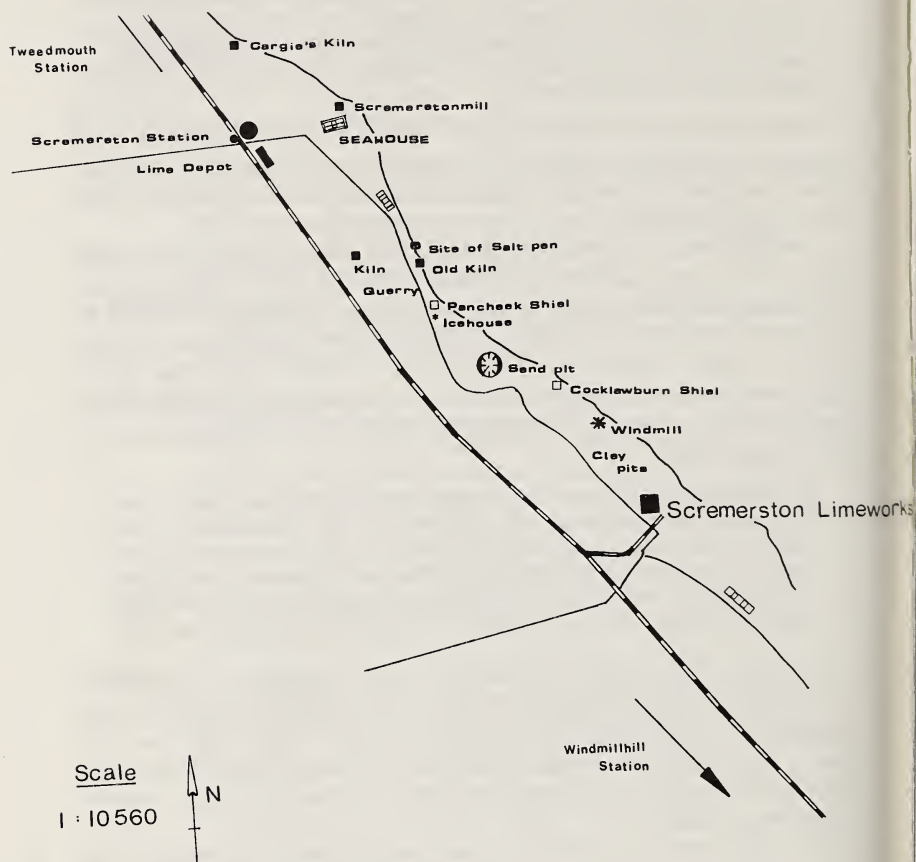 Tweedmouth
Station
Cargie's Kiln
Scremerstonmill
Scremerston Station
SEAHOUSE
Lime Depot
Site of Salt pan
Kiln
Old Kiln
Quarry
Pancheek Shiel
Icehouse
Sand pit
Cocklawburn Shiel
Windmill
Clay
pits
Scremerston Limeworks
Windmillhill
Station
Scale
N
1 : 10560